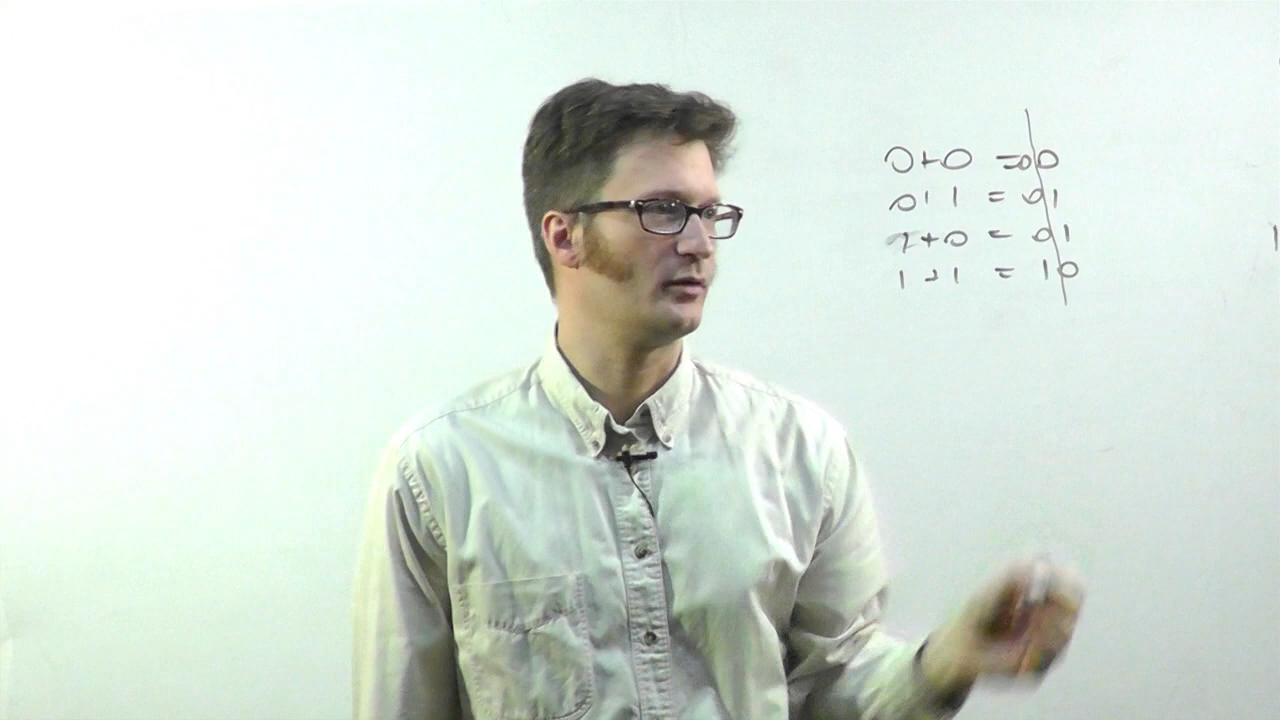 0+0 = 00
0+1 = 01
1+0 = 01
1+1 = 10